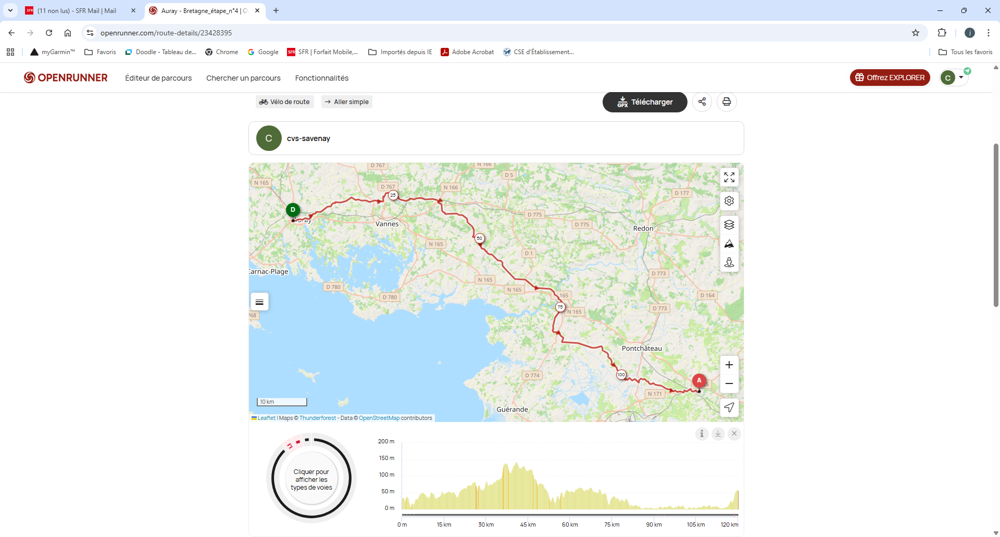 SFR (11 non lus) - SFR Mail | Mail
Auray - Bretagne_étape_n°4 | O
openrunner.com/route-details/23428395
j
myGarmin™
Favoris
Doodle - Tableau de...
Chrome
Google
SFR SFR | Forfait Mobile,...
Importés depuis IE
Adobe Acrobat
CSE d'Établissement...
Tous les favoris
OPENRUNNER
Éditeur de parcours
Chercher un parcours
Fonctionnalités
Offrez EXPLORER
C
Vélo de route
Aller simple
GPX Télécharger
C cvs-savenay
D 767
N 166
D 5
N 165
D 767
N 166
D 177
25
D
D 775
D 775
Vannes
Redon
50
N 165
D 1
Carnac-Plage
D 773
N 165
D 780
N 165
D 780
165
D 164
75
N 165
D 773
768
Pontchâteau
100
D 774
A
N 171
10 km
Guérande
Leaflet | Maps © Thunderforest - Data © OpenStreetMap contributors
Cliquer pour
afficher les
types de voies
200 m
150 m
100 m
50 m
0 m
0 m
15 km
30 km
45 km
60 km
75 km
90 km
105 km
120 km